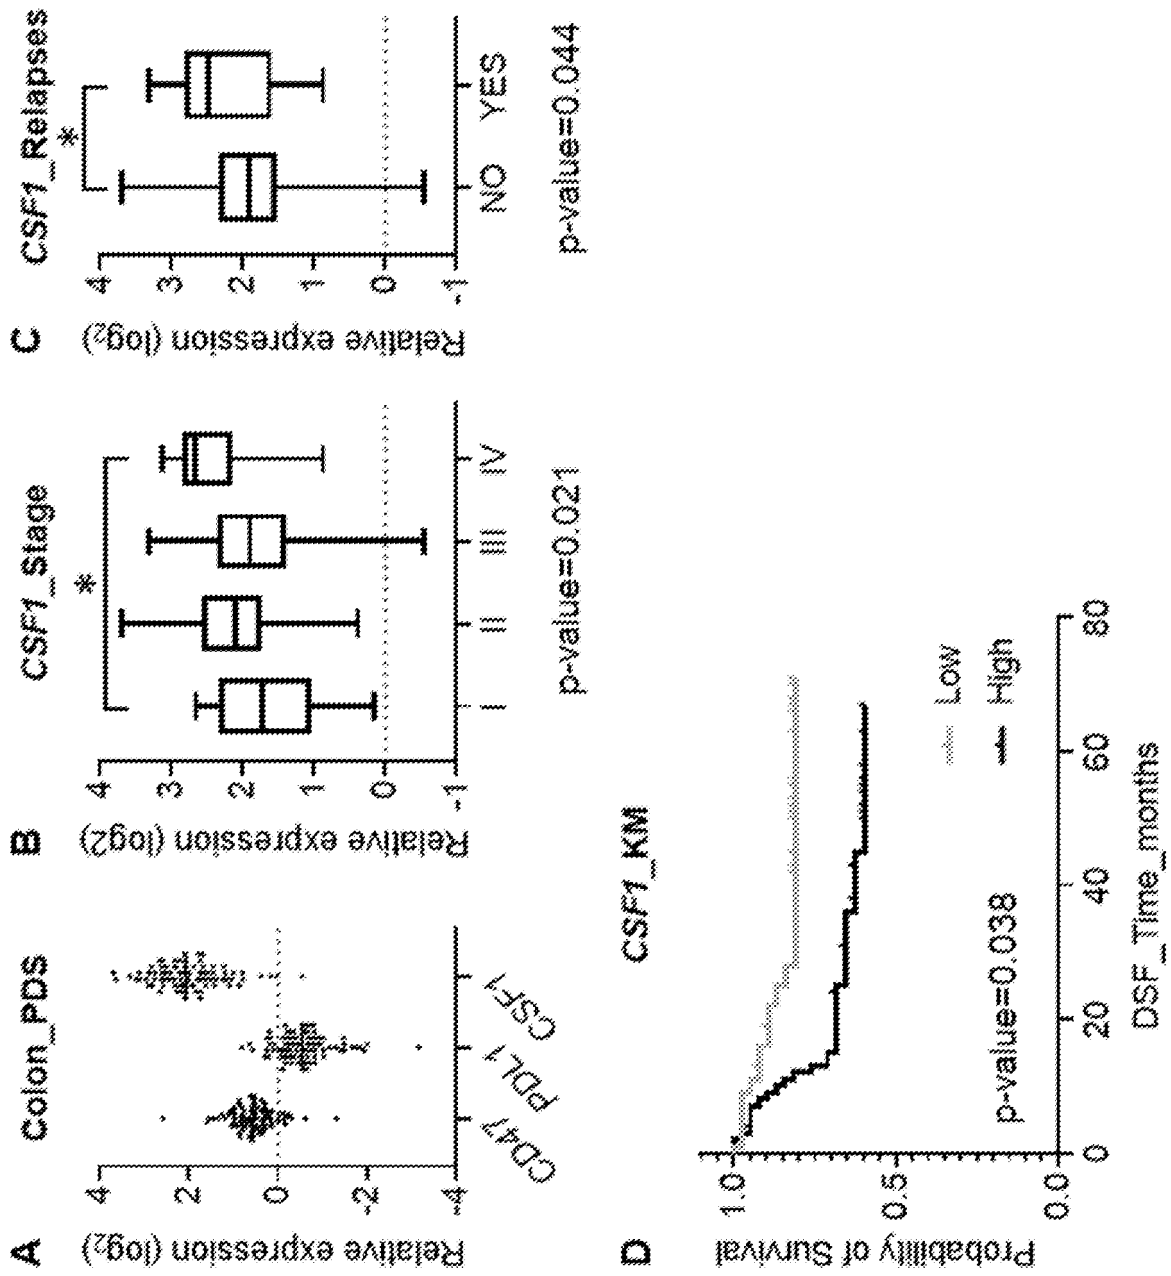 A
Colon_PDS
Relative expression (log₂)
4
2
0
-2
-4
CD47
PDL1
CSF1
B
CSF1_Stage
Relative expression (log2)
4
3
2
1
0
-1
*
I
II
III
IV
p-value=0.021
C
CSF1_Relapses
Relative expression (log₂)
4
3
2
1
0
-1
*
NO
YES
p-value=0.044
D
CSF1_KM
Probability of Survival
1.0
0.5
0.0
p-value=0.038
Low
High
0
20
40
60
80
DSF_Time_months